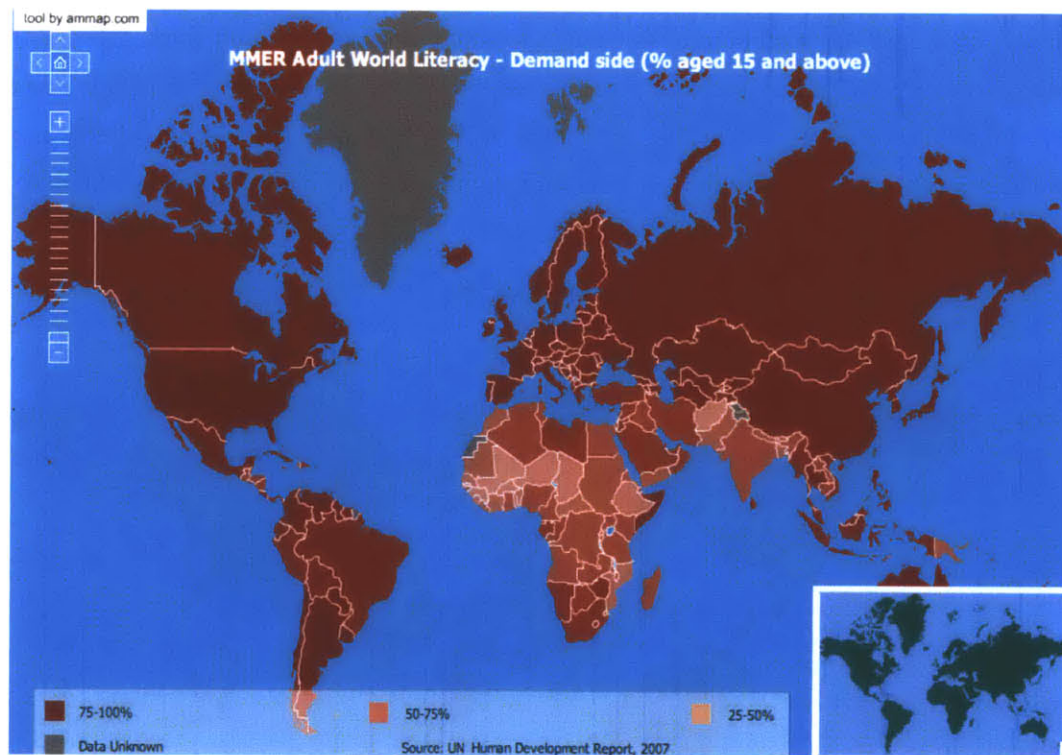 tool by ammap.com
MMER Adult World Literacy - Demand side (% aged 15 and above)
75-100%
50-75%
25-50%
Data Unknown
Source: UN Human Development Report, 2007